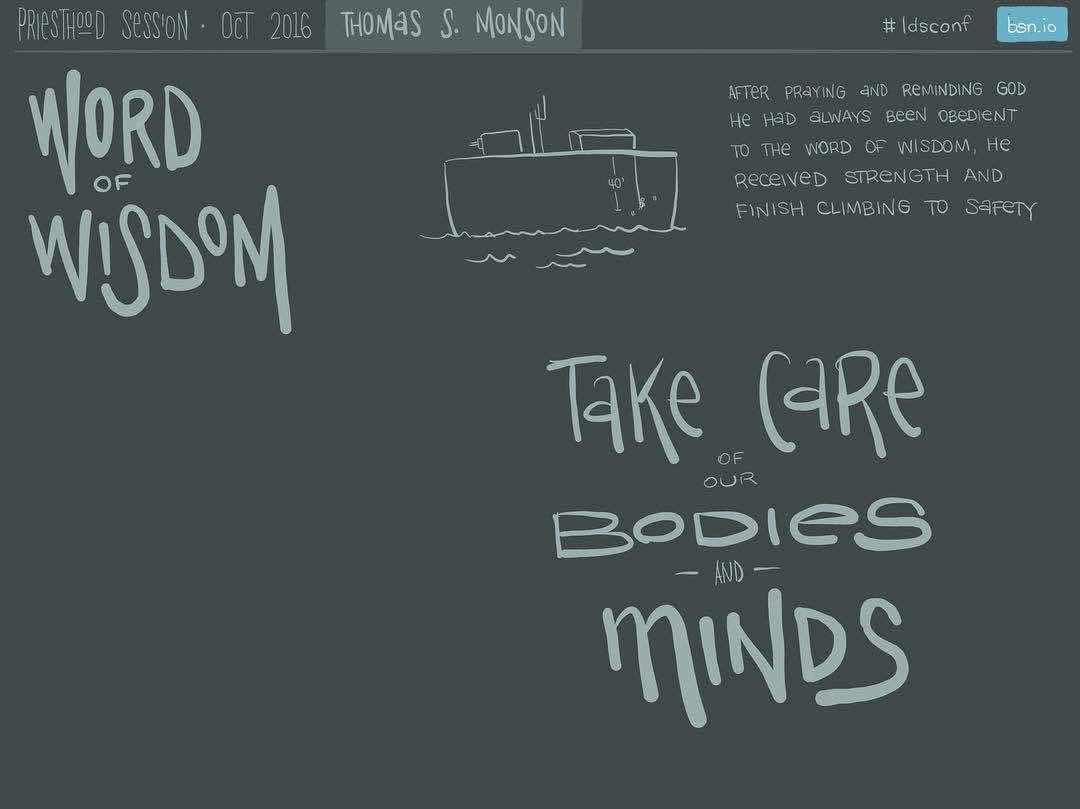 PRIESTHOOD SESSION · OCT 2016
THOMAS S. MONSON
#ldsconf
bsn.io
WORD
OF
WISDOM
40'
AFTER PRAYING AND REMINDING GOD
HE HAD ALWAYS BEEN OBEDIENT
TO THE WORD OF WISDOM, HE
RECEIVED STRENGTH AND
FINISH CLIMBING TO SAFETY
TAKE CARE
OF
OUR
BODIES
— AND —
MINDS